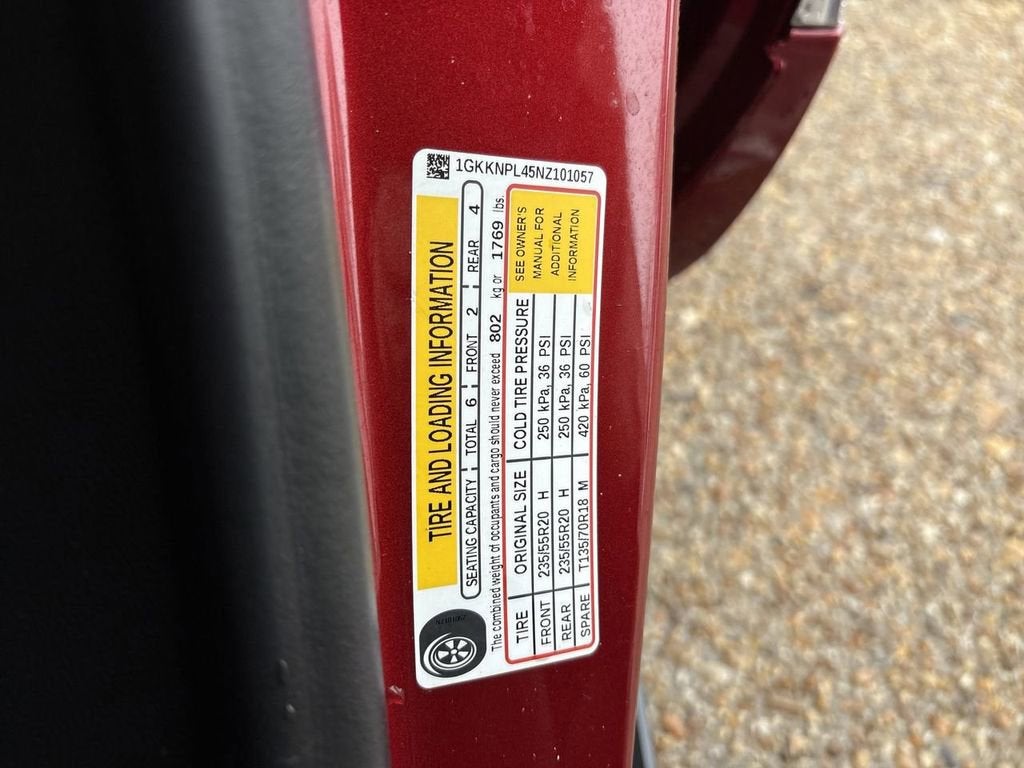 1GKKNPL45NZ101057
TIRE AND LOADING INFORMATION
SEATING CAPACITY TOTAL 6 FRONT 2 REAR 4
The combined weight of occupants and cargo should never exceed 802 kg or 1769 lbs.
TIRE ORIGINAL SIZE COLD TIRE PRESSURE
FRONT 235/55R20 H 250 kPa, 36 PSI
REAR 235/55R20 H 250 kPa, 36 PSI
SPARE T135/70R18 M 420 kPa, 60 PSI
SEE OWNER'S
MANUAL FOR
ADDITIONAL
INFORMATION